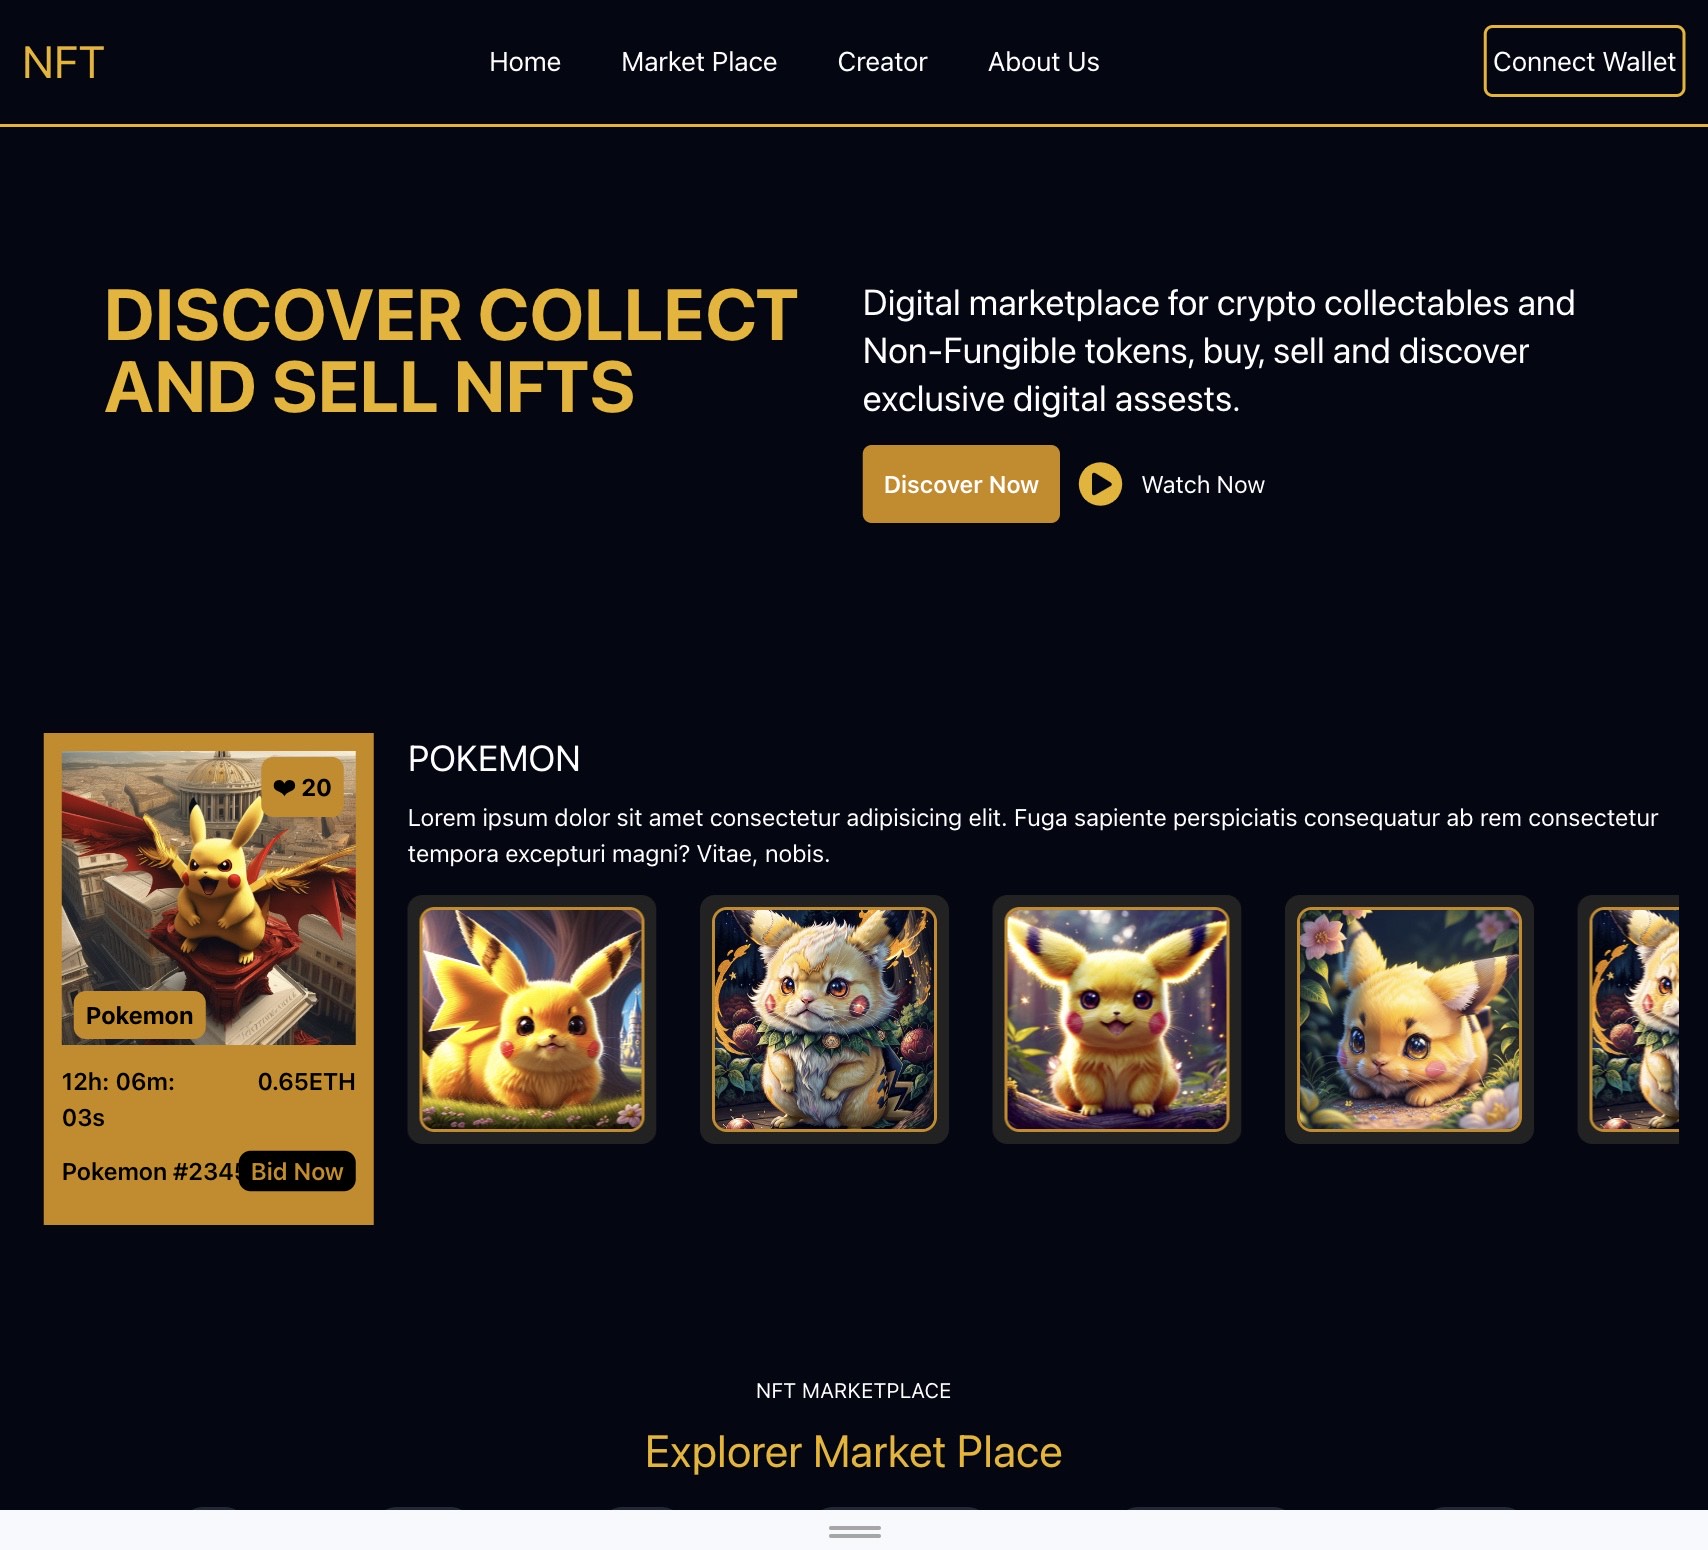 NFT
Home
Market Place
Creator
About Us
Connect Wallet
DISCOVER COLLECT
AND SELL NFTS
Digital marketplace for crypto collectables and
Non-Fungible tokens, buy, sell and discover
exclusive digital assests.
Discover Now
Watch Now
❤ 20
Pokemon
12h: 06m:
03s
0.65ETH
Pokemon #2345
Bid Now
POKEMON
Lorem ipsum dolor sit amet consectetur adipisicing elit. Fuga sapiente perspiciatis consequatur ab rem consectetur
tempora excepturi magni? Vitae, nobis.
NFT MARKETPLACE
Explorer Market Place